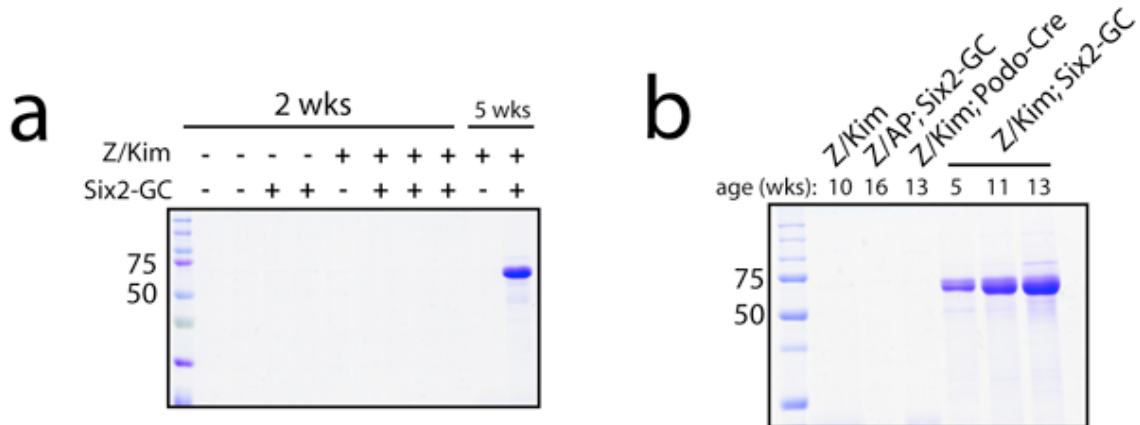 a
2 wks 5 wks
Z/Kim - - - - + + + + + +
Six2-GC - - + + - + + + - +
75
50
b
Z/Kim
Z/AP; Six2-GC
Z/Kim; Podo-Cre
Z/Kim; Six2-GC
age (wks): 10 16 13 5 11 13
75
50